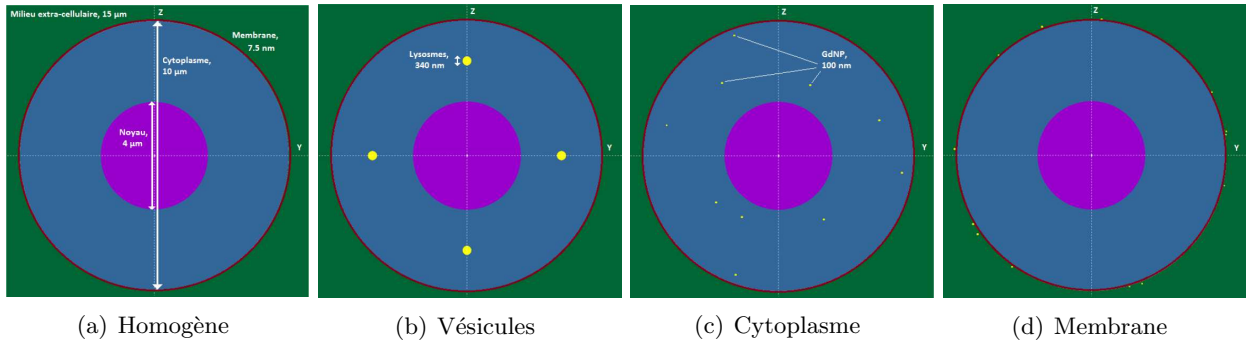 Milieu extra-cellulaire, 15 µm
Z
Membrane,
7.5 nm
Cytoplasme,
10 µm
Noyau,
4 µm
Y
(a) Homogène
Z
Lysosmes,
340 nm
Y
(b) Vésicules
Z
GdNP,
100 nm
Y
(c) Cytoplasme
Z
Y
(d) Membrane